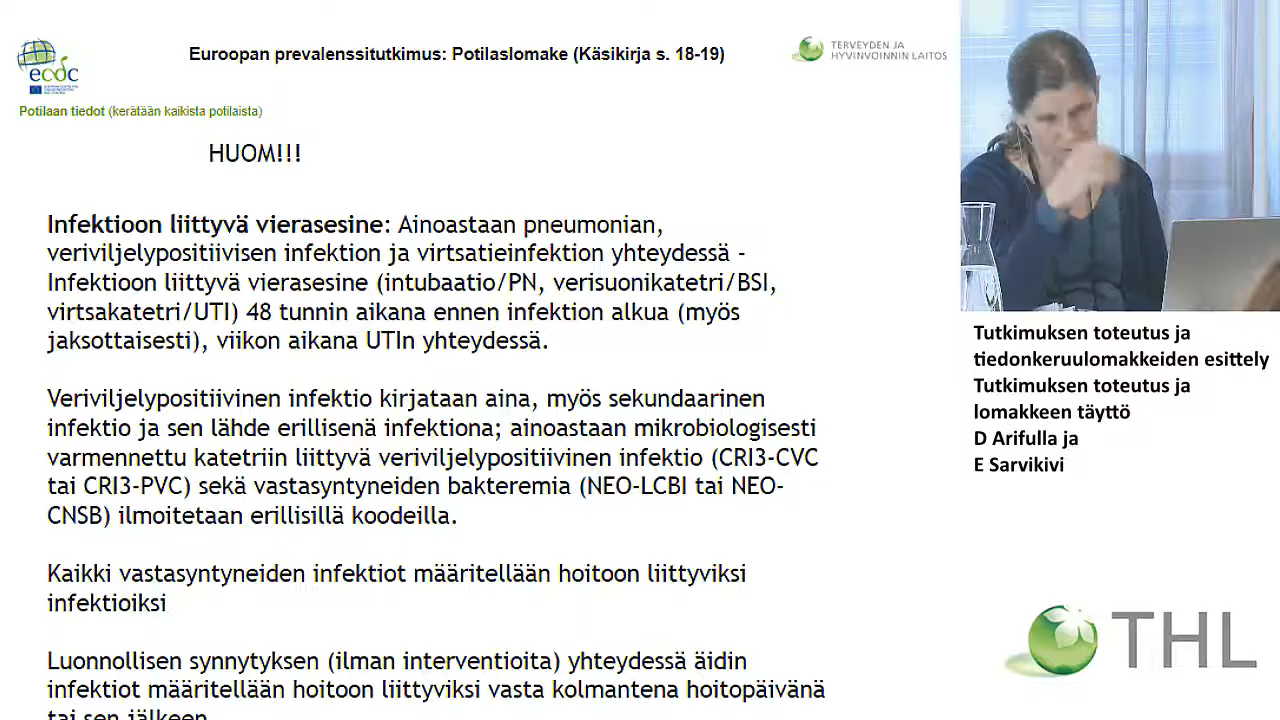 ecdc
Euroopan prevalenssitutkimus: Potilaslomake (Käsikirja s. 18-19)
TERVEYDEN JA
HYVINVOINNIN LAITOS
Potilaan tiedot (kerätään kaikista potilaista)
HUOM!!!
Infektioon liittyvä vierasesine: Ainoastaan pneumonian,
veriviljelypositiivisen infektion ja virtsatieinfektion yhteydessä -
Infektioon liittyvä vierasesine (intubaatio/PN, verisuonikatetri/BSI,
virtsakatetri/UTI) 48 tunnin aikana ennen infektion alkua (myös
jaksottaisesti), viikon aikana UTIn yhteydessä.
Veriviljelypositiivinen infektio kirjataan aina, myös sekundaarinen
infektio ja sen lähde erillisenä infektiona; ainoastaan mikrobiologisesti
varmennettu katetriin liittyvä veriviljelypositiivinen infektio (CRI3-CVC
tai CRI3-PVC) sekä vastasyntyneiden bakteremia (NEO-LCBI tai NEO-
CNSB) ilmoitetaan erillisillä koodeilla.
Kaikki vastasyntyneiden infektiot määritellään hoitoon liittyviksi
infektioiksi
Luonnollisen synnytyksen (ilman interventioita) yhteydessä äidin
infektiot määritellään hoitoon liittyviksi vasta kolmantena hoitopäivänä
tai sen jälkeen
Tutkimuksen toteutus ja
tiedonkeruulomakkeiden esittely
Tutkimuksen toteutus ja
lomakkeen täyttö
D Arifulla ja
E Sarvikivi
THL